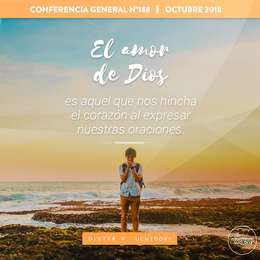 CONFERENCIA GENERAL Nº188 | OCTUBRE 2018
El amor
de Dios
es aquel que nos hincha
el corazón al expresar
nuestras oraciones.
DIETER F. UCHTDORF